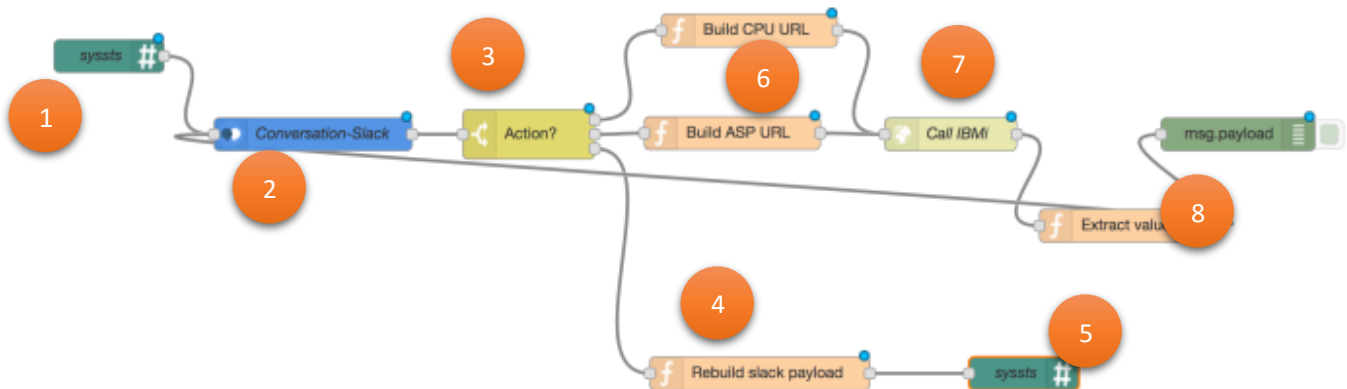 Build CPU URL
syssts
3
7
6
1
Conversation-Slack
Action?
Build ASP URL
Call IBMi
msg.payload
2
8
Extract
4
5
Rebuild slack payload
syssts